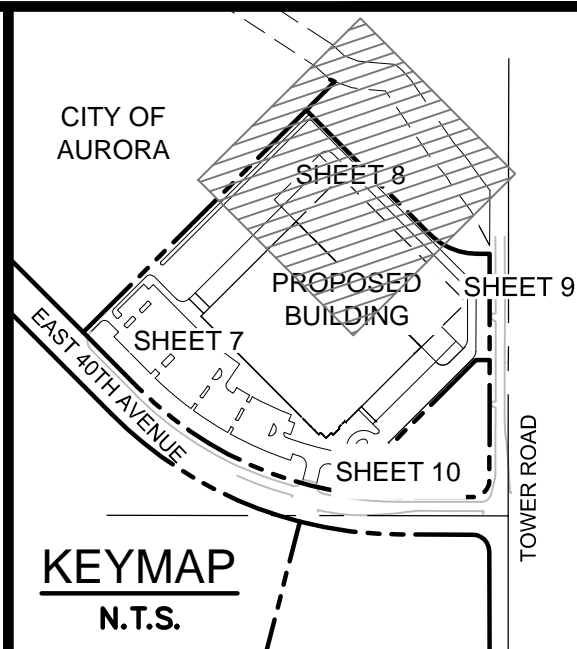 CITY OF
AURORA
SHEET 8
PROPOSED
BUILDING
SHEET 9
SHEET 7
EAST 40TH AVENUE
SHEET 10
TOWER ROAD
KEYMAP
N.T.S.